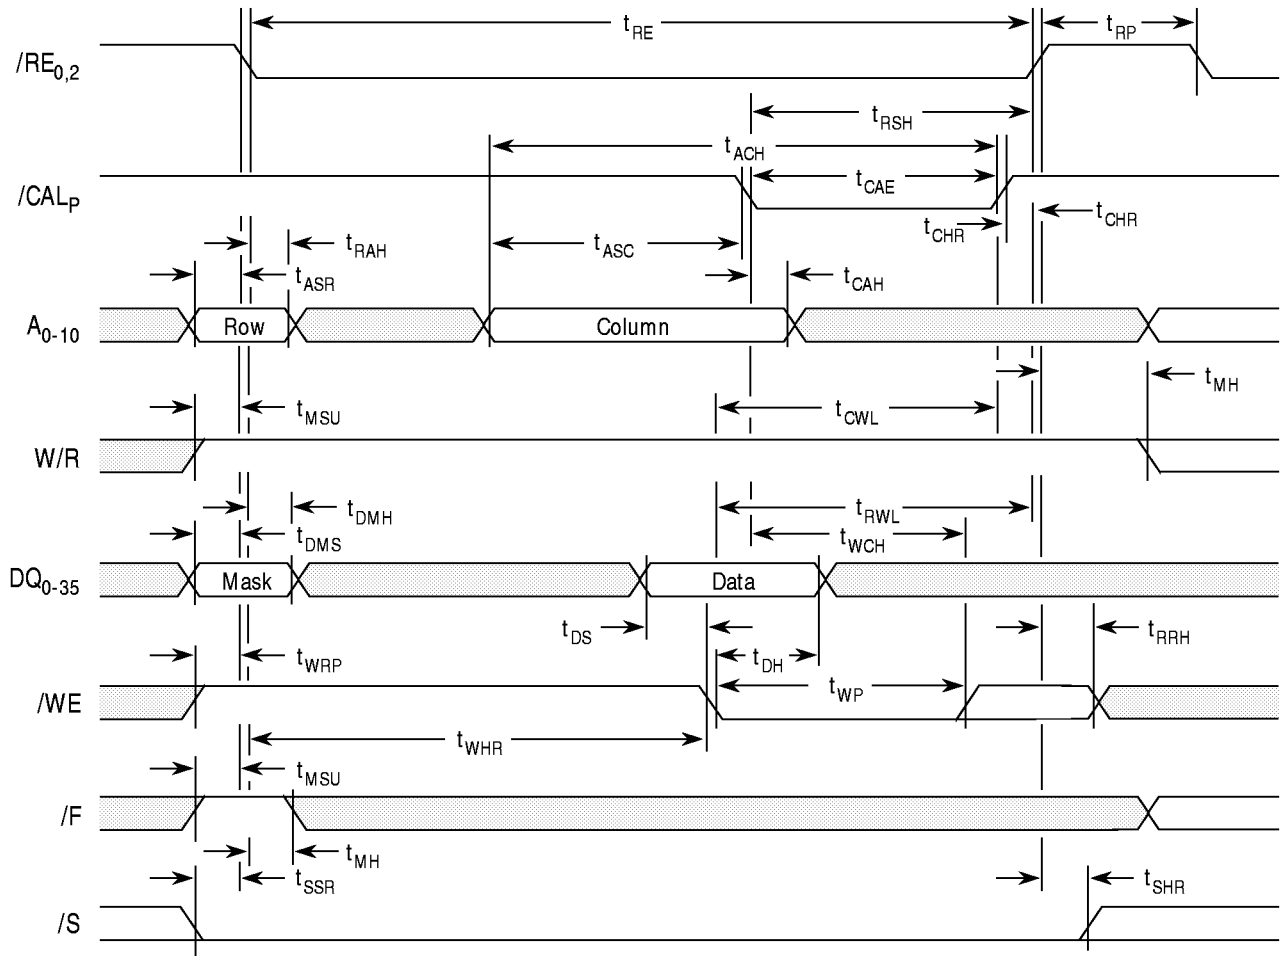 tRE
tRP
/RE0,2
tRSH
tACH
tCAE
/CALP
tCHR
tCHR
tRAH
tASC
tASR
tCAH
A0-10
Row
Column
tMH
tMSU
tCWL
W/R
tDMH
tRWL
tDMS
tWCH
DQ0-35
Mask
Data
tDS
tRRH
tWRP
tDH
tWP
/WE
tWHR
tMSU
/F
tMH
tSSR
tSHR
/S